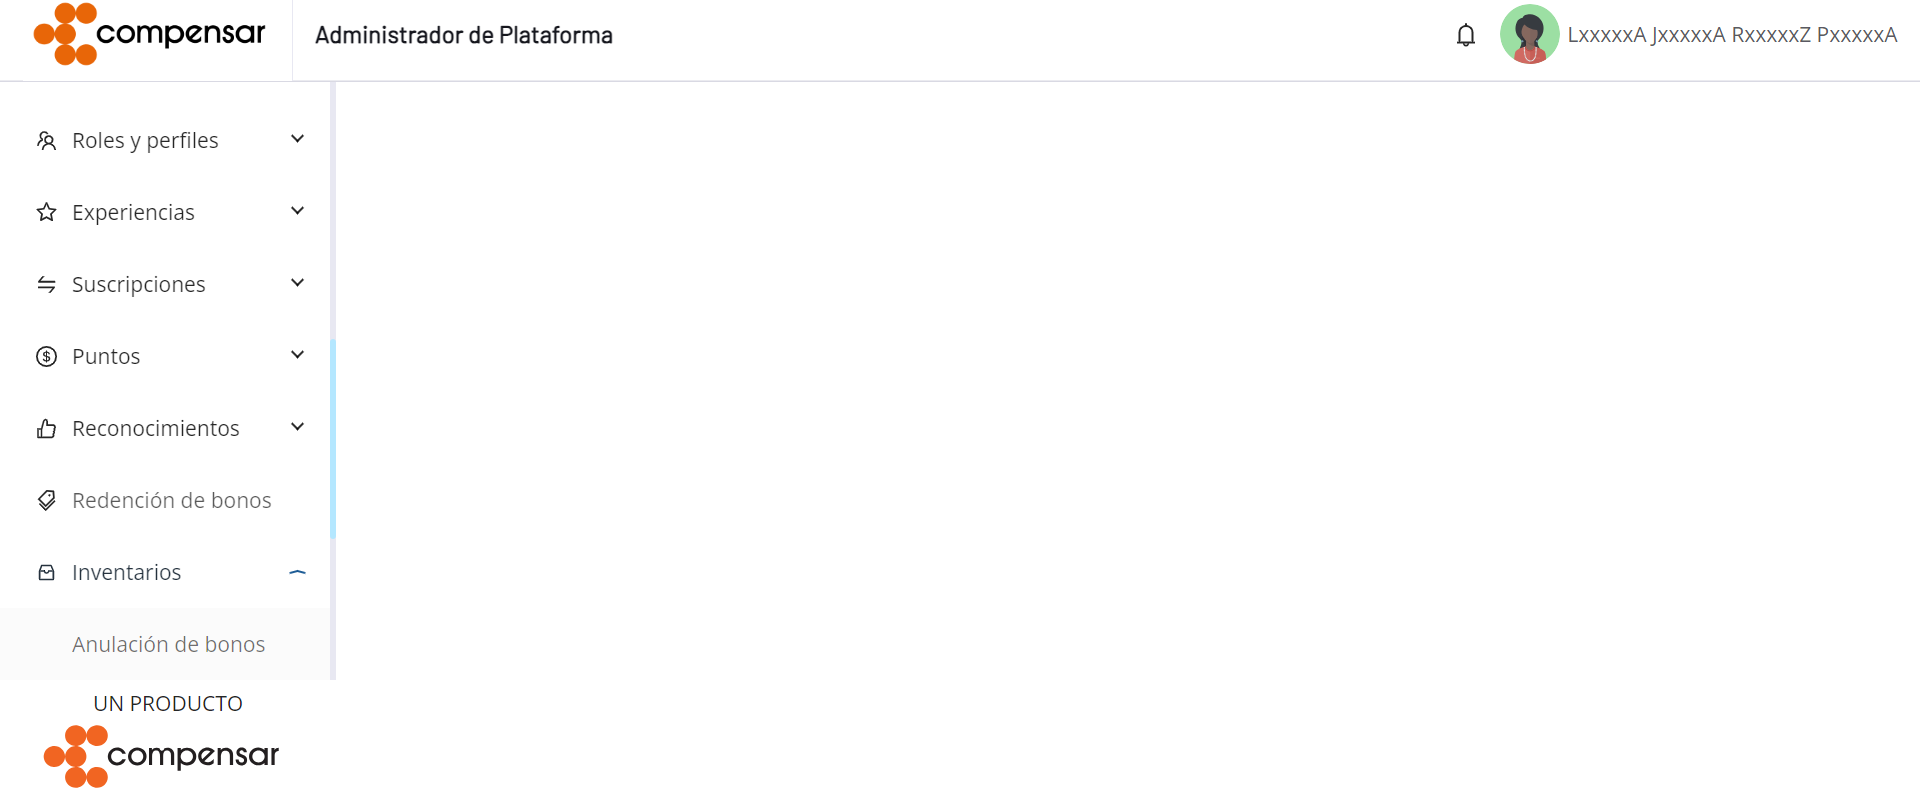 compensar
Administrador de Plataforma
LxxxxxA JxxxxxA RxxxxxZ PxxxxxA
Roles y perfiles
Experiencias
Suscripciones
Puntos
Reconocimientos
Redención de bonos
Inventarios
Anulación de bonos
UN PRODUCTO
compensar